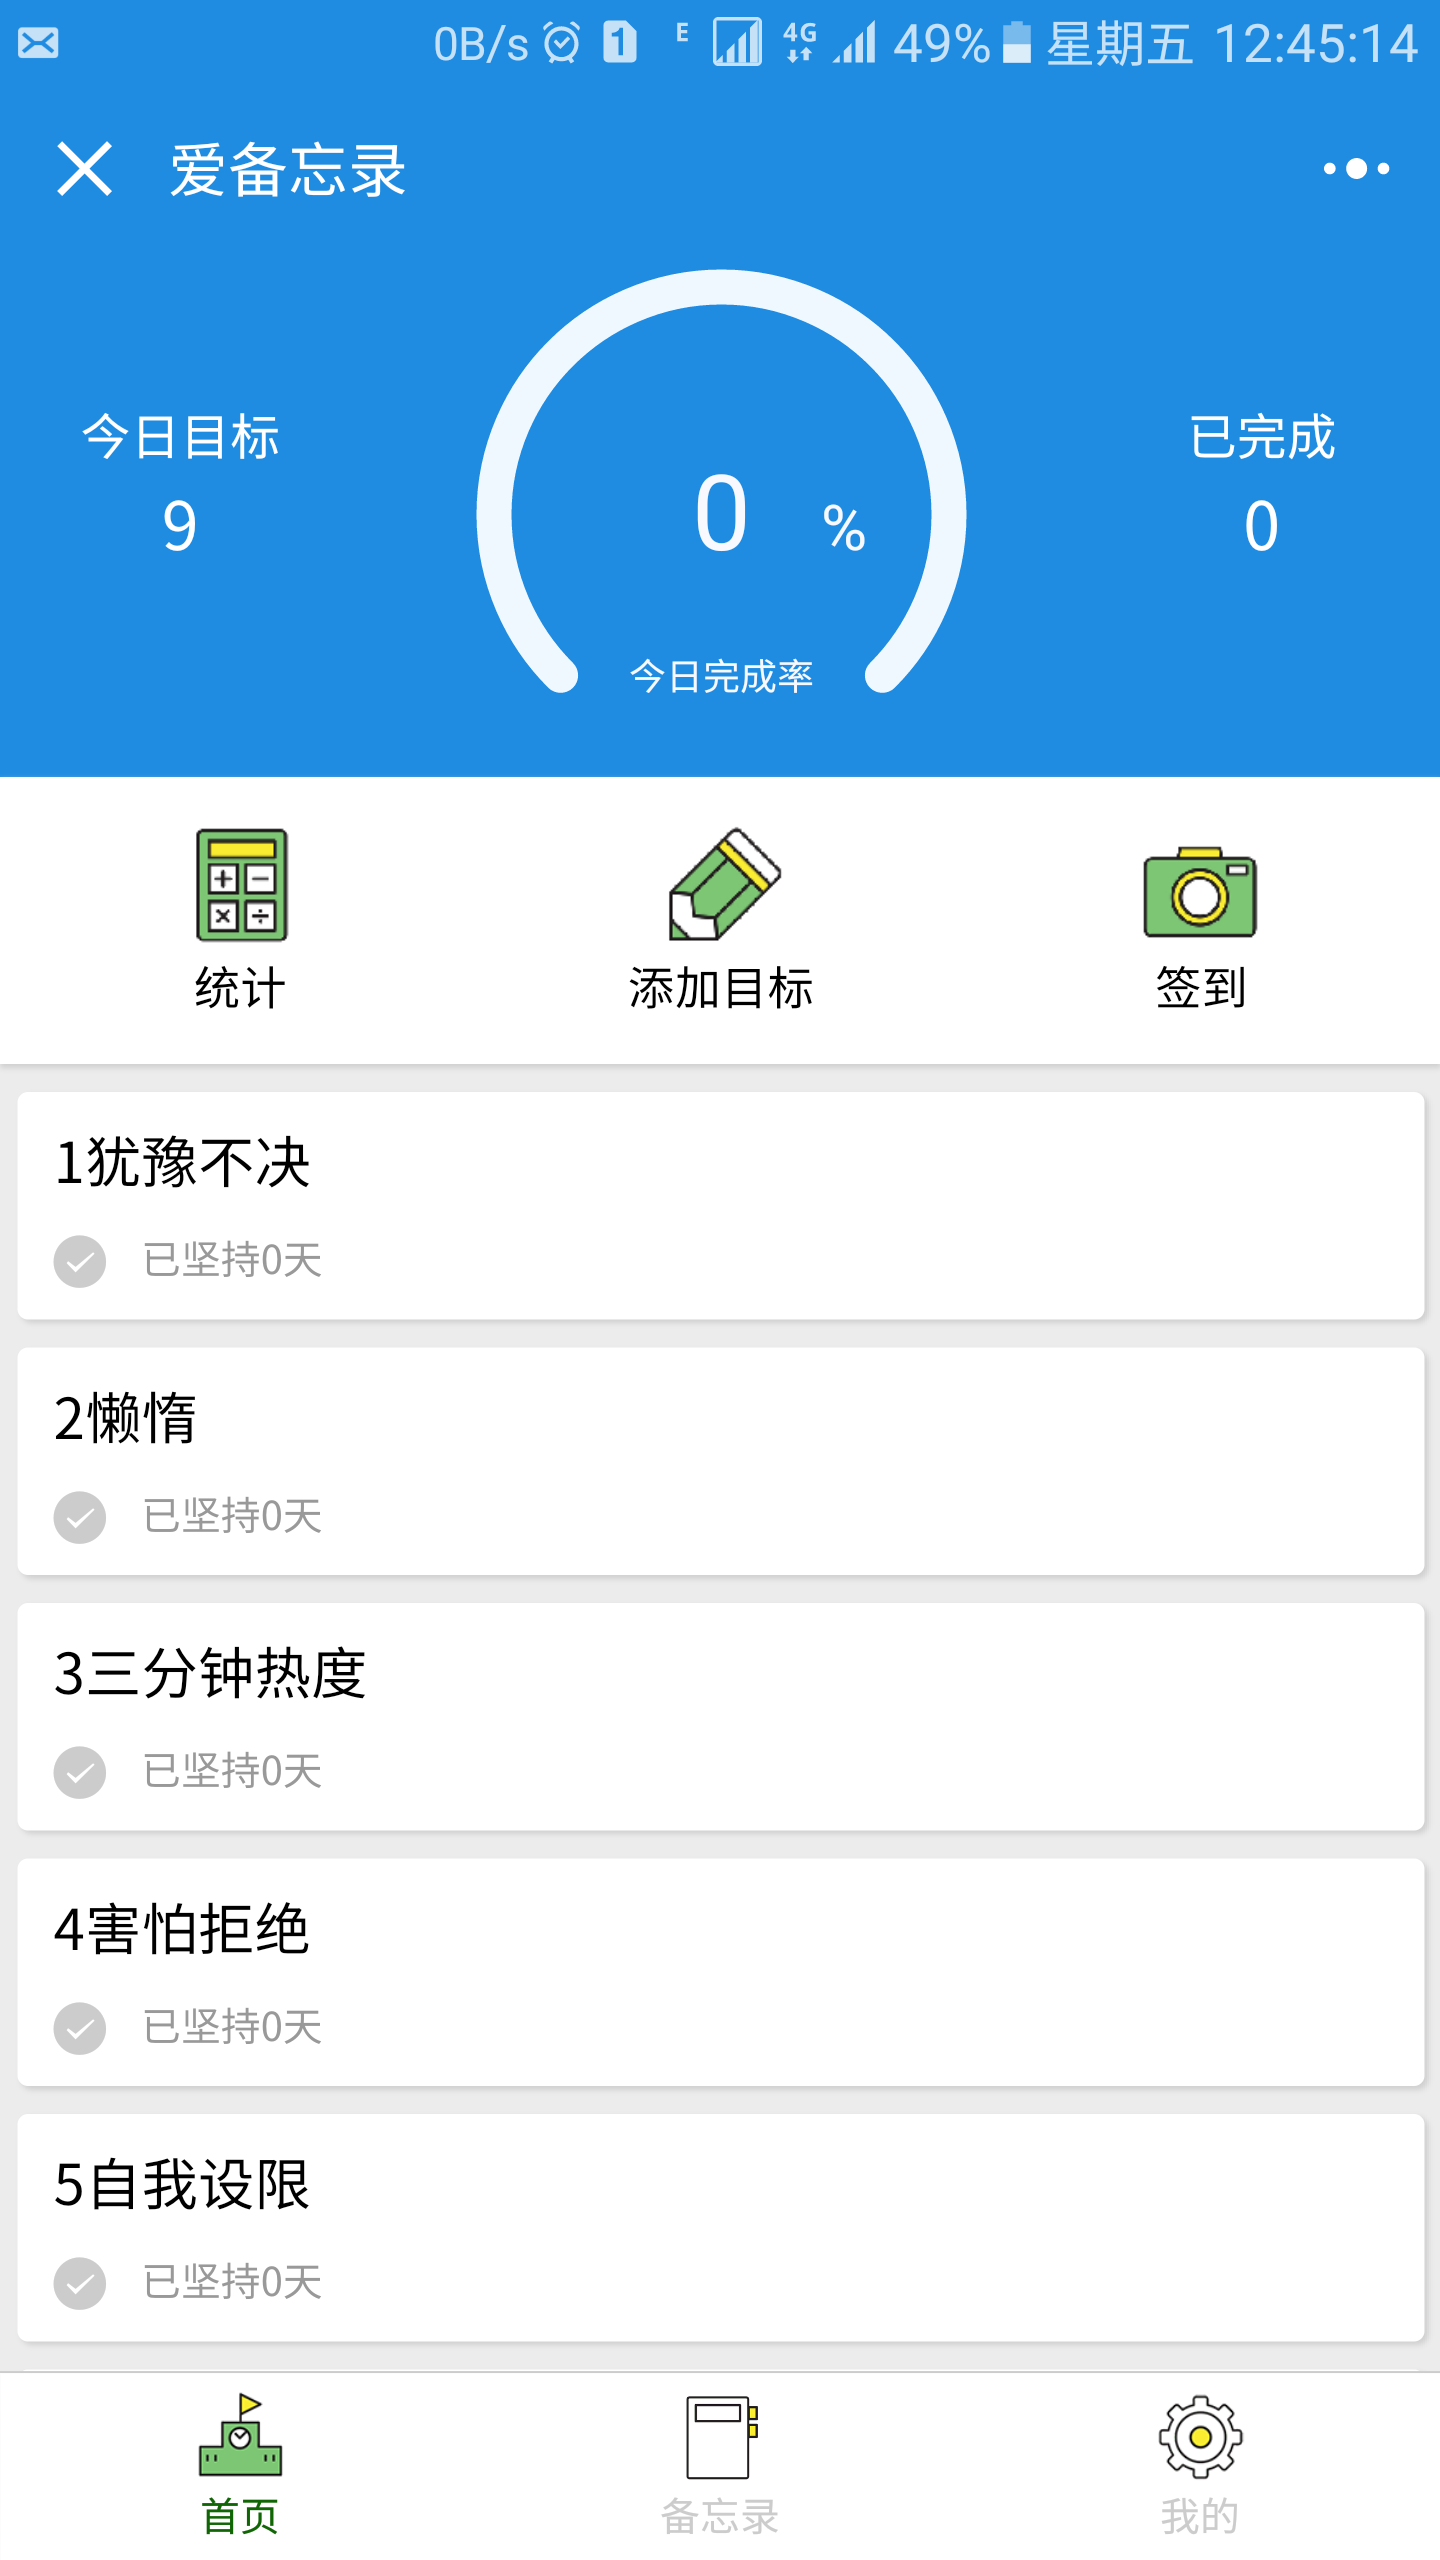 0B/s 1 E 4G 49% 星期五 12:45:14
爱备忘录
今日目标
9
0 %
今日完成率
已完成
0
统计
添加目标
签到
1犹豫不决
已坚持0天
2懒惰
已坚持0天
3三分钟热度
已坚持0天
4害怕拒绝
已坚持0天
5自我设限
已坚持0天
首页
备忘录
我的